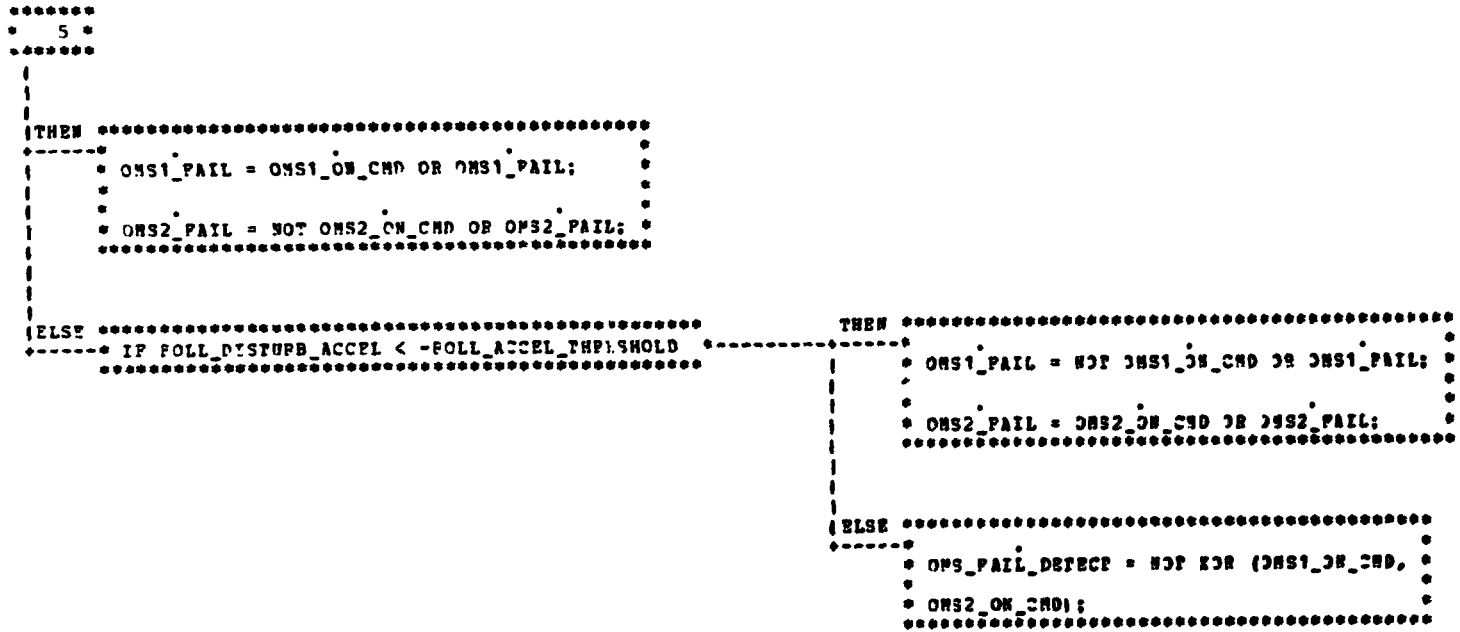 5
THEN
OMS1_FAIL = OMS1_ON_CMD OR OMS1_FAIL;
OMS2_FAIL = NOT OMS2_ON_CMD OR OMS2_FAIL;
ELSE
IF ROLL_DISTURB_ACCEL < -ROLL_ACCEL_THRESHOLD
THEN
OMS1_FAIL = NOT OMS1_ON_CMD OR OMS1_FAIL;
OMS2_FAIL = OMS2_ON_CMD OR OMS2_FAIL;
ELSE
OMS_FAIL_DETECT = NOT XOR (OMS1_ON_CMD,
OMS2_ON_CMD);